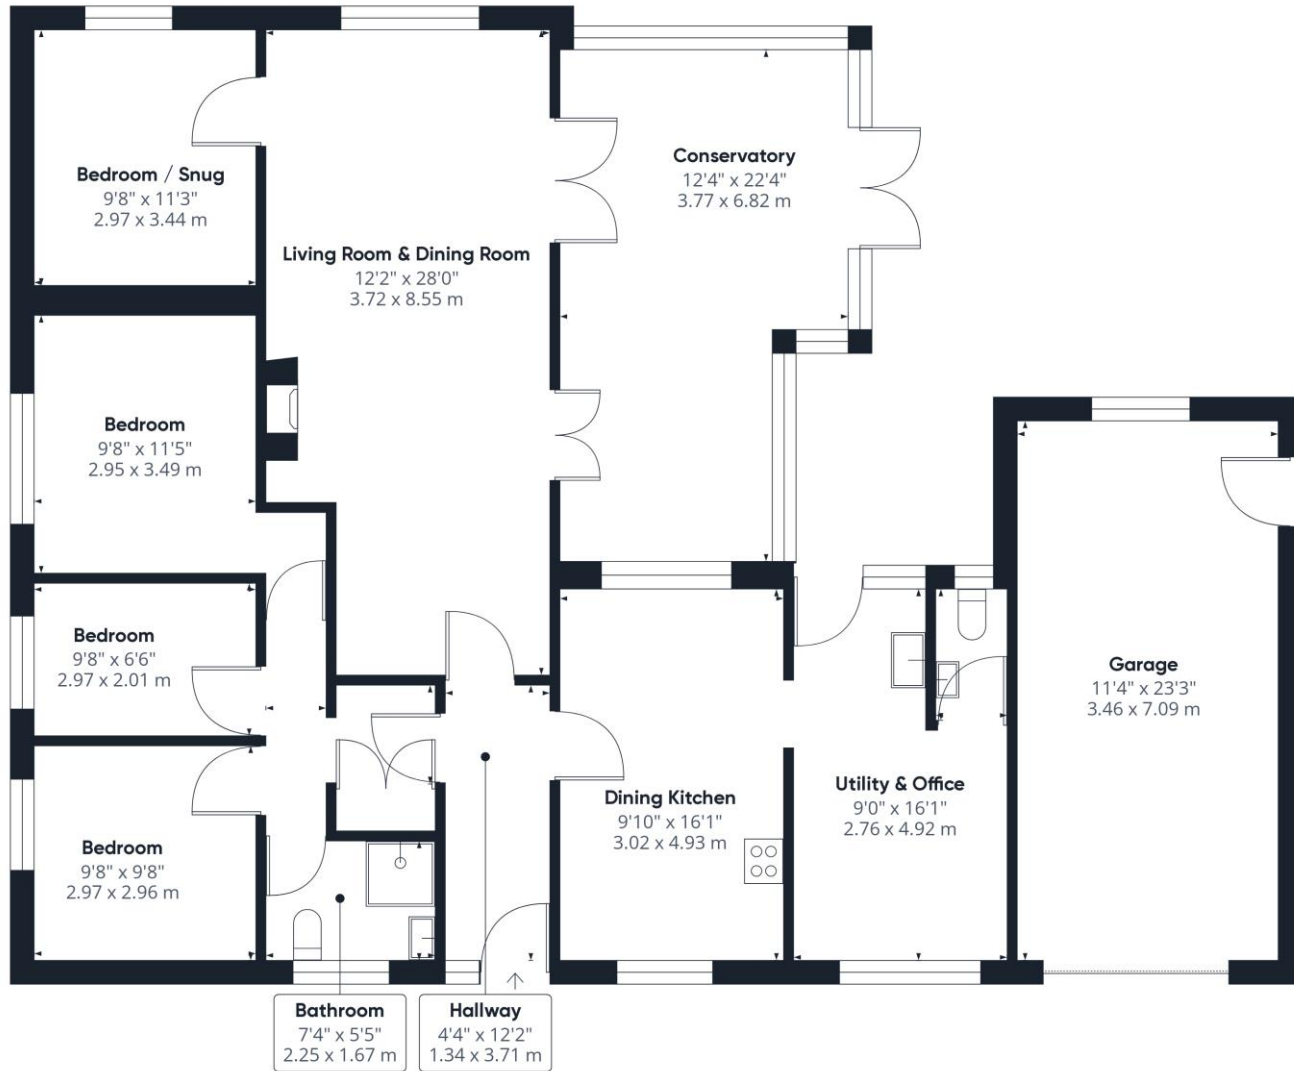 Bedroom / Snug
9'8" x 11'3"
2.97 x 3.44 m
Conservatory
12'4" x 22'4"
3.77 x 6.82 m
Living Room & Dining Room
12'2" x 28'0"
3.72 x 8.55 m
Bedroom
9'8" x 11'5"
2.95 x 3.49 m
Bedroom
9'8" x 6'6"
2.97 x 2.01 m
Garage
11'4" x 23'3"
3.46 x 7.09 m
Dining Kitchen
9'10" x 16'1"
3.02 x 4.93 m
Utility & Office
9'0" x 16'1"
2.76 x 4.92 m
Bedroom
9'8" x 9'8"
2.97 x 2.96 m
Bathroom
7'4" x 5'5"
2.25 x 1.67 m
Hallway
4'4" x 12'2"
1.34 x 3.71 m